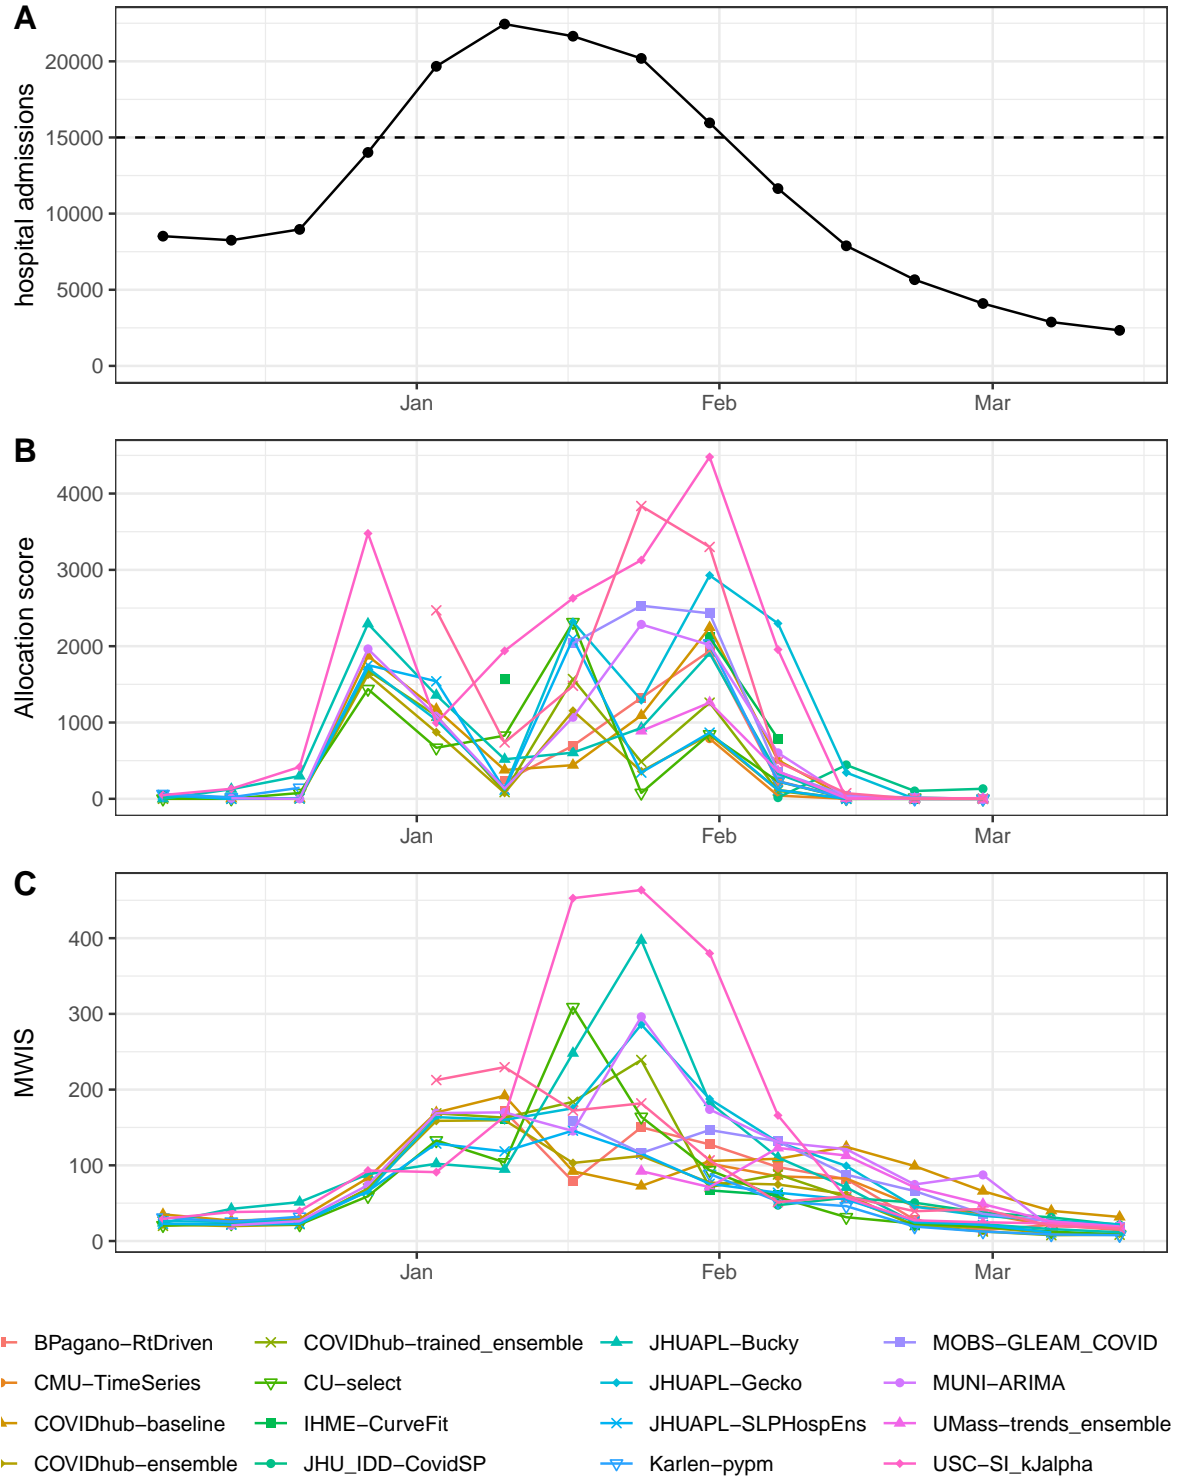 A
hospital admissions
20000
15000
10000
5000
0
Jan Feb Mar
B
Allocation score
4000
3000
2000
1000
0
Jan Feb Mar
C
MWIS
400
300
200
100
0
Jan Feb Mar
BPagano−RtDriven COVIDhub−trained_ensemble JHUAPL−Bucky MOBS−GLEAM_COVID
CMU−TimeSeries CU−select JHUAPL−Gecko MUNI−ARIMA
COVIDhub−baseline IHME−CurveFit JHUAPL−SLPHospEns UMass−trends_ensemble
COVIDhub−ensemble JHU_IDD−CovidSP Karlen−pypm USC−SI_kJalpha